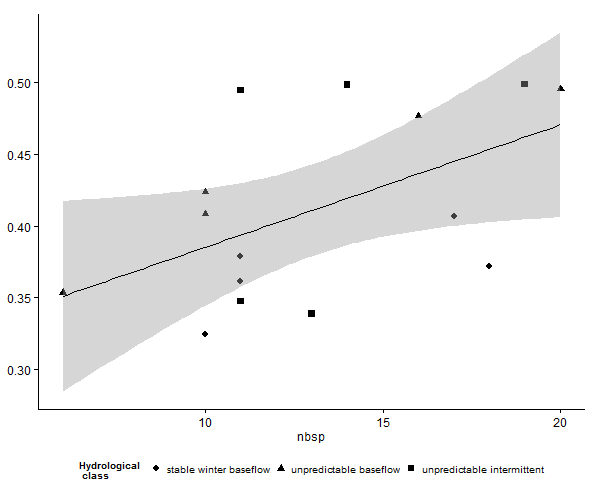 0.50
0.45
0.40
0.35
0.30
10 15 20
nbsp
Hydrological
class
stable winter baseflow unpredictable baseflow unpredictable intermittent